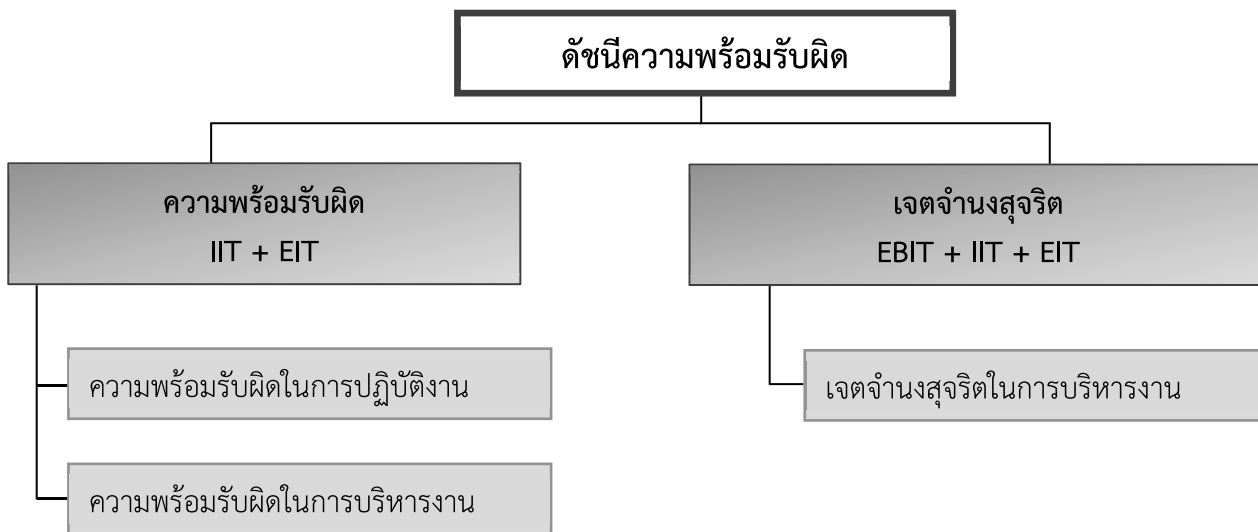 ดัชนีความพร้อมรับผิด
ความพร้อมรับผิด
IIT + EIT
ความพร้อมรับผิดในการปฏิบัติงาน
ความพร้อมรับผิดในการบริหารงาน
เจตจำนงสุจริต
EBIT + IIT + EIT
เจตจำนงสุจริตในการบริหารงาน